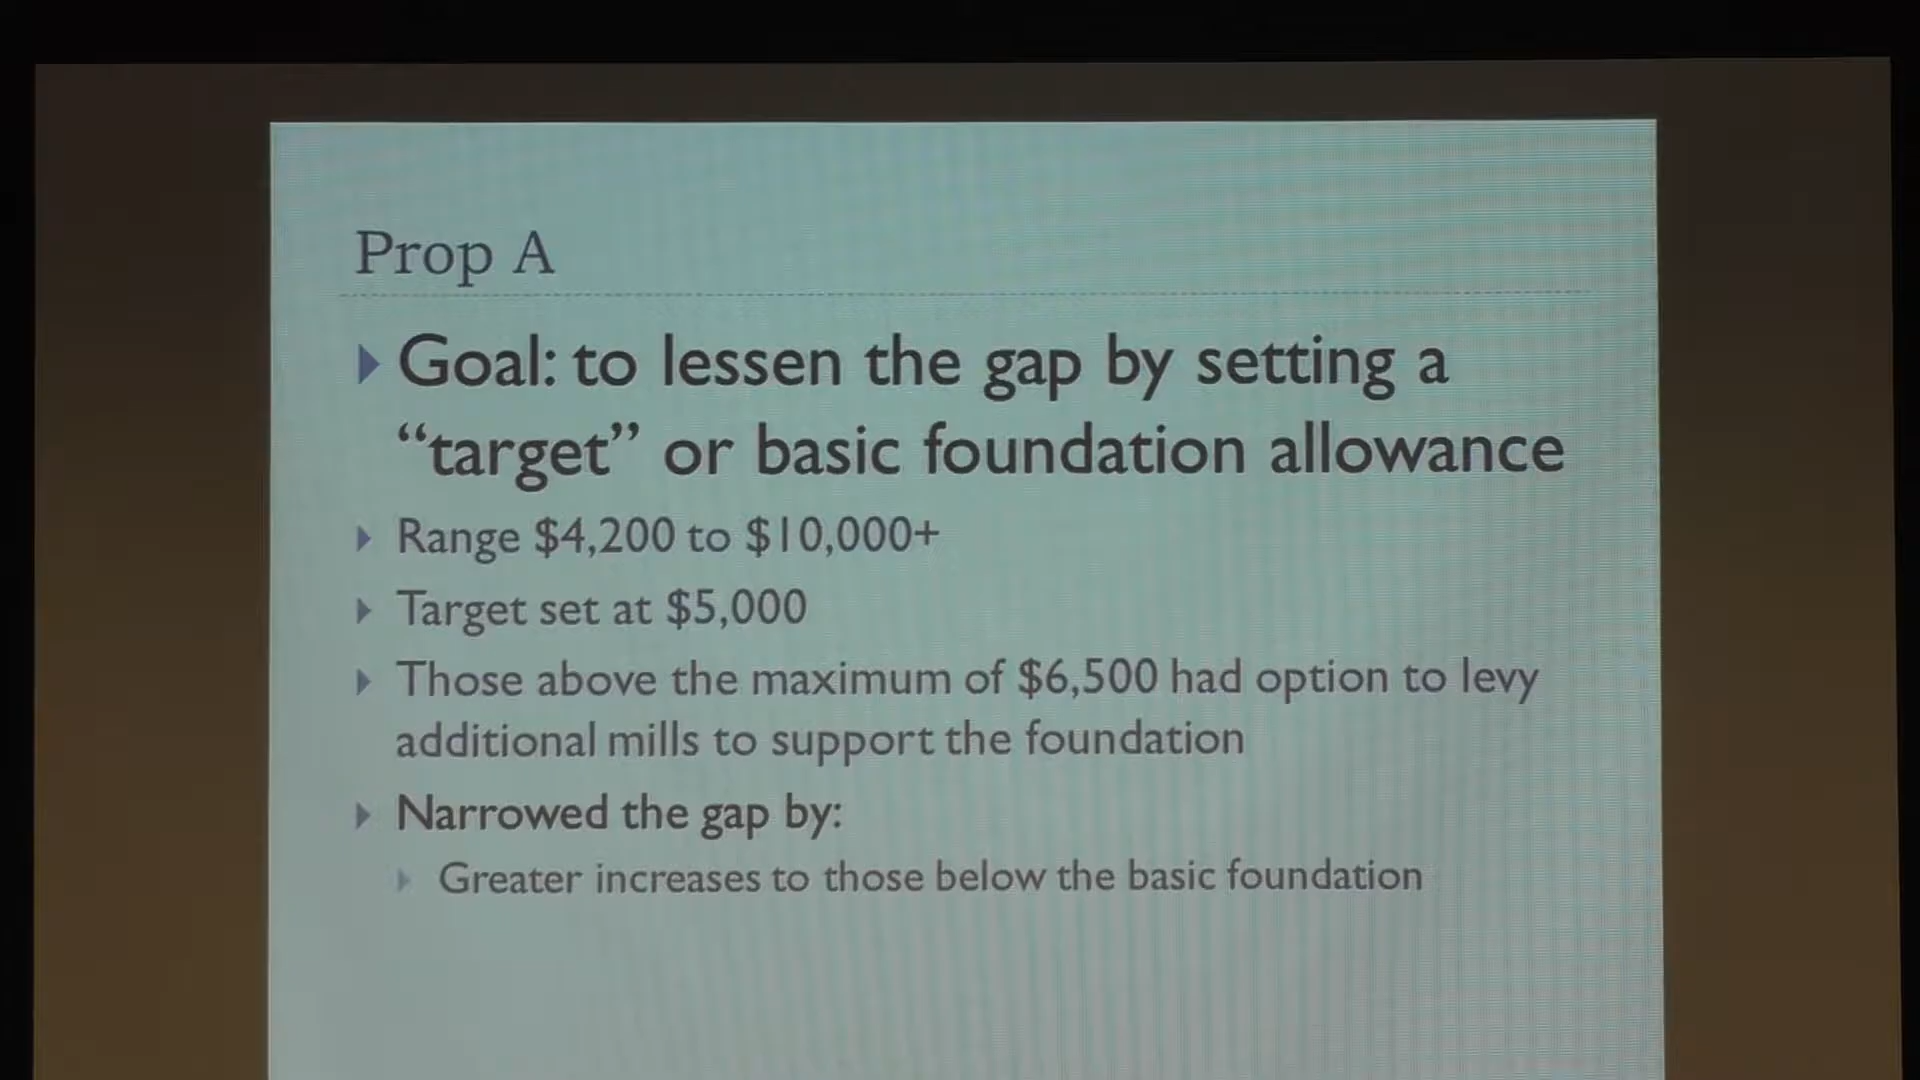 Prop A
Goal: to lessen the gap by setting a
“target” or basic foundation allowance
Range $4,200 to $10,000+
Target set at $5,000
Those above the maximum of $6,500 had option to levy
additional mills to support the foundation
Narrowed the gap by:
Greater increases to those below the basic foundation